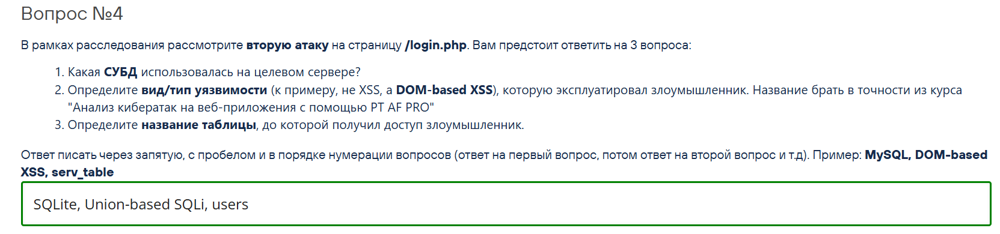 Вопрос №4
В рамках расследования рассмотрите вторую атаку на страницу /login.php. Вам предстоит ответить на 3 вопроса:
1. Какая СУБД использовалась на целевом сервере?
2. Определите вид/тип уязвимости (к примеру, не XSS, а DOM-based XSS), которую эксплуатировал злоумышленник. Название брать в точности из курса
"Анализ кибератак на веб-приложения с помощью PT AF PRO"
3. Определите название таблицы, до которой получил доступ злоумышленник.
Ответ писать через запятую, с пробелом и в порядке нумерации вопросов (ответ на первый вопрос, потом ответ на второй вопрос и т.д). Пример: MySQL, DOM-based
XSS, serv_table
SQLite, Union-based SQLi, users